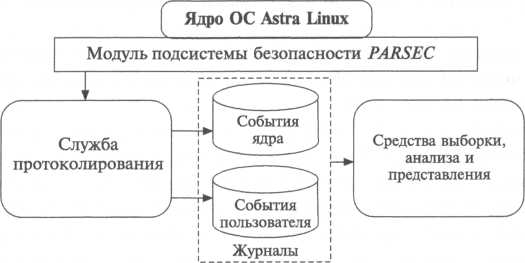 Ядро ОС Astra Linux
Модуль подсистемы безопасности PARSEC
Служба
протоколирования
События
ядра
События
пользователя
Журналы
Средства выборки,
анализа и
представления